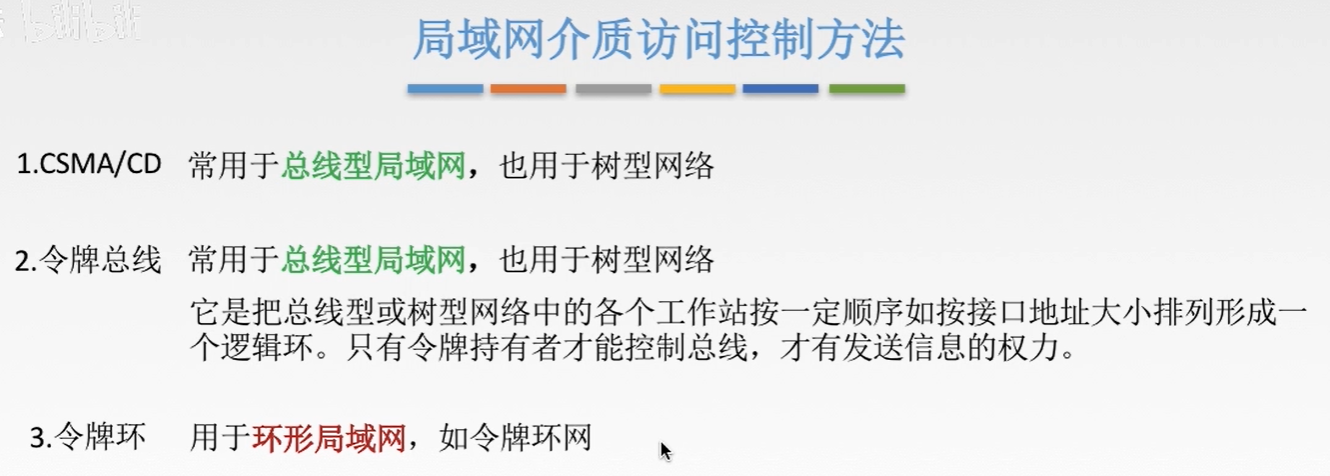 bilibili
局域网介质访问控制方法
1.CSMA/CD 常用于总线型局域网，也用于树型网络
2.令牌总线 常用于总线型局域网，也用于树型网络
它是把总线型或树型网络中的各个工作站按一定顺序如按接口地址大小排列形成一
个逻辑环。只有令牌持有者才能控制总线，才有发送信息的权力。
3.令牌环 用于环形局域网，如令牌环网